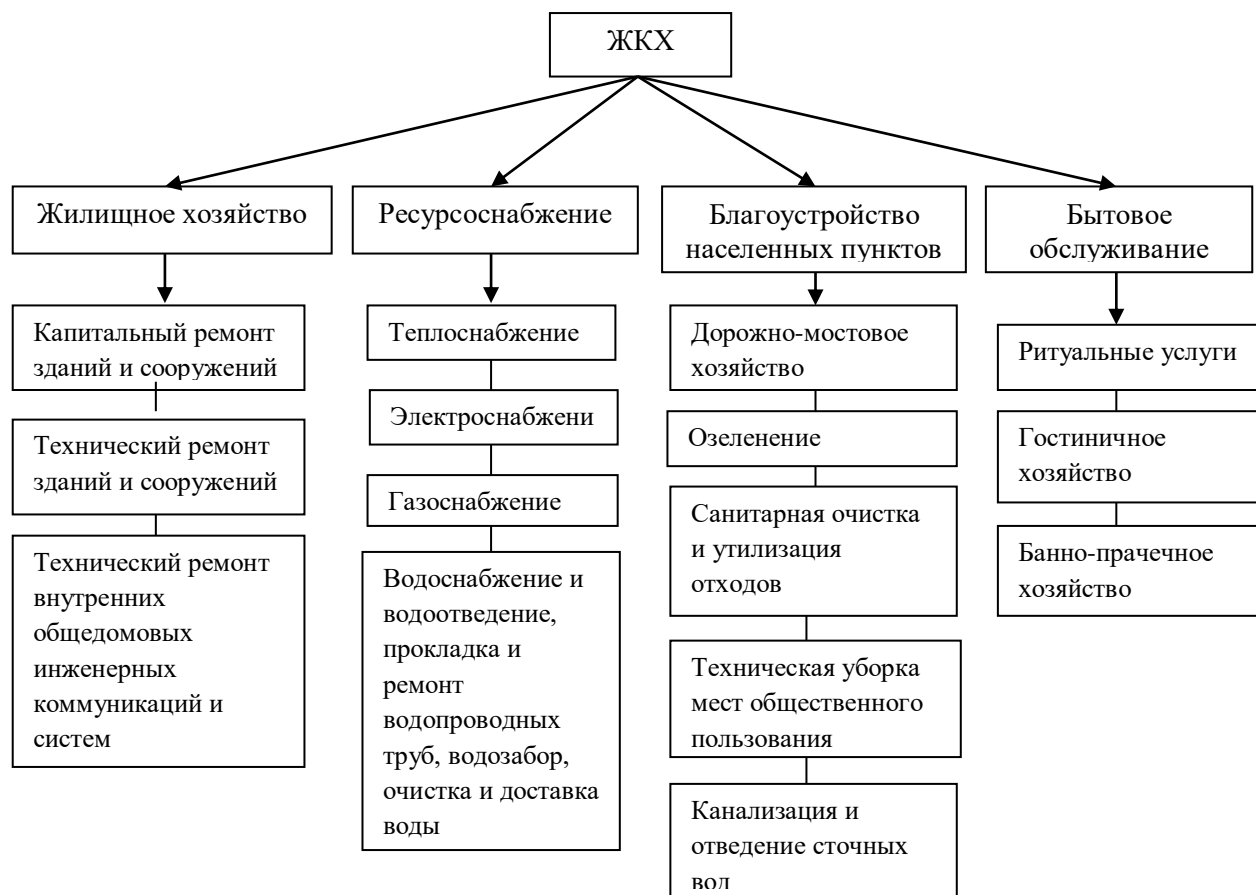 ЖКХ
Жилищное хозяйство
Капитальный ремонт
зданий и сооружений
Технический ремонт
зданий и сооружений
Технический ремонт
внутренних
общедомовых
инженерных
коммуникаций и
систем
Ресурсоснабжение
Теплоснабжение
Электроснабжени
Газоснабжение
Водоснабжение и
водоотведение,
прокладка и
ремонт
водопроводных
труб, водозабор,
очистка и доставка
воды
Благоустройство
населенных пунктов
Дорожно-мостовое
хозяйство
Озеленение
Санитарная очистка
и утилизация
отходов
Техническая уборка
мест общественного
пользования
Канализация и
отведение сточных
вод
Бытовое
обслуживание
Ритуальные услуги
Гостиничное
хозяйство
Банно-прачечное
хозяйство